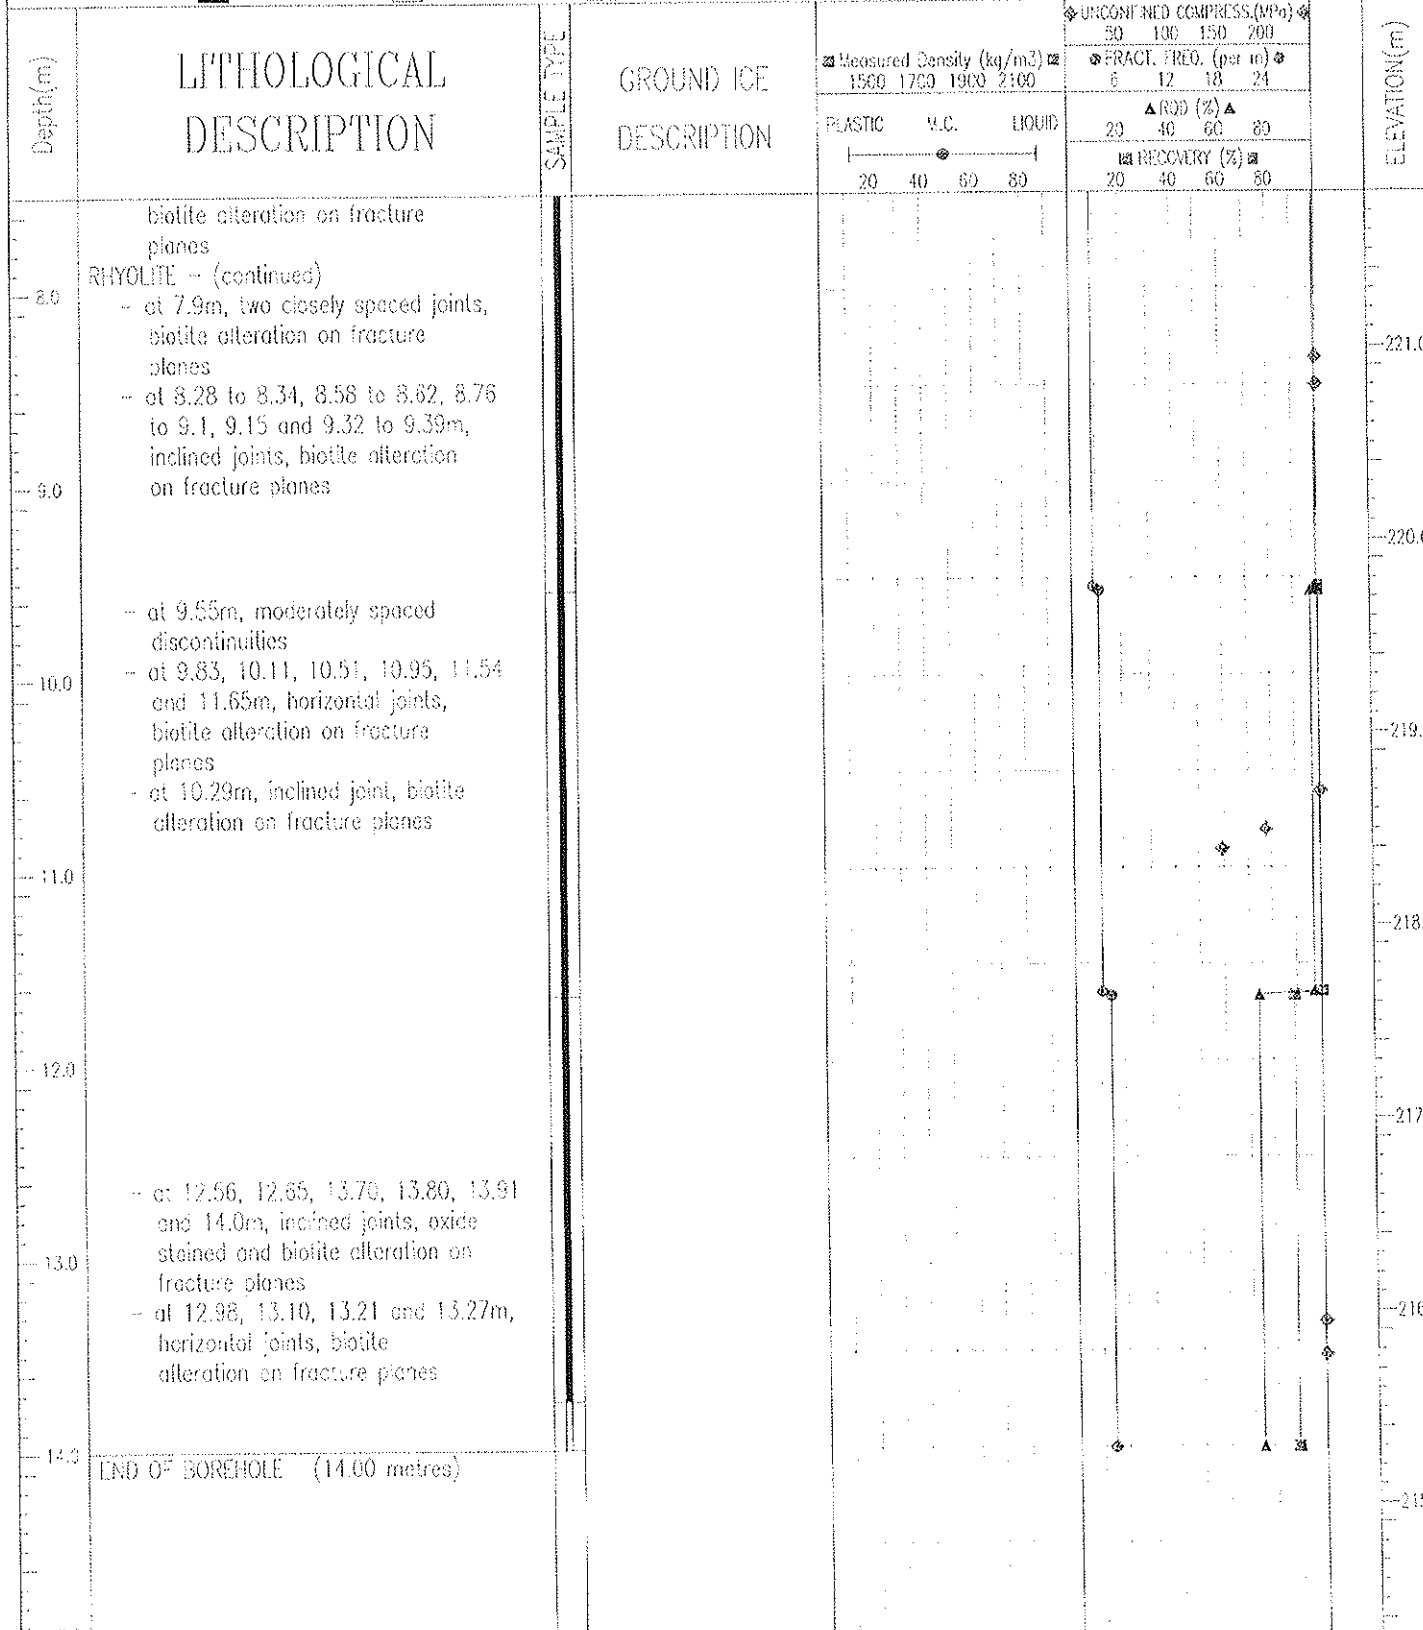 Depth(m)
LITHOLOGICAL
DESCRIPTION
SAMPLE TYPE
GROUND ICE
DESCRIPTION
Measured Density (kg/m3)
1500 1700 1900 2100
PLASTIC M.C. LIQUID
20 40 60 80
UNCONFINED COMPRESS.(MPa)
50 100 150 200
FRACT. FREQ. (per m)
6 12 18 24
RQD (%)
20 40 60 80
RECOVERY (%)
20 40 60 80
ELEVATION(m)
biotite alteration on fracture
planes
RHYOLITE - (continued)
- at 7.9m, two closely spaced joints,
biotite alteration on fracture
planes
- at 8.28 to 8.34, 8.58 to 8.62, 8.76
to 9.1, 9.15 and 9.32 to 9.39m,
inclined joints, biotite alteration
on fracture planes
- at 9.55m, moderately spaced
discontinuities
- at 9.83, 10.11, 10.51, 10.95, 11.54
and 11.65m, horizontal joints,
biotite alteration on fracture
planes
- at 10.29m, inclined joint, biotite
alteration on fracture planes
- at 12.56, 12.65, 13.70, 13.80, 13.91
and 14.0m, inclined joints, oxide
stained and biotite alteration on
fracture planes
- at 12.98, 13.10, 13.21 and 13.27m,
horizontal joints, biotite
alteration on fracture planes
END OF BOREHOLE (14.00 metres)
8.0
9.0
10.0
11.0
12.0
13.0
14.0
221.0
220.
219.
218.
217
216